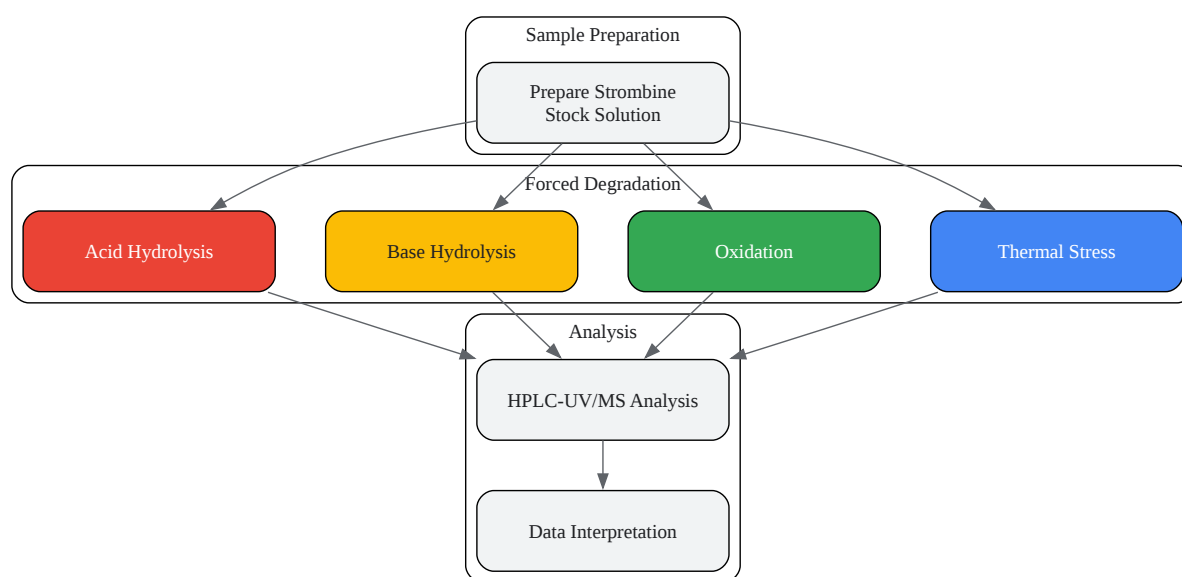 Sample Preparation
Prepare Strombine
Stock Solution
Forced Degradation
Acid Hydrolysis
Base Hydrolysis
Oxidation
Thermal Stress
Analysis
HPLC-UV/MS Analysis
Data Interpretation